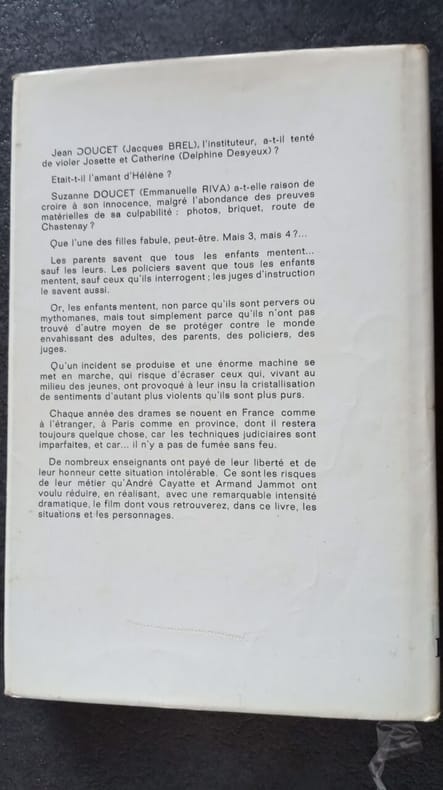 Jean DOUCET (Jacques BREL), l'instituteur, a-t-il tenté
de violer Josette et Catherine (Delphine Desyeux) ?
Etait-t-il l'amant d'Hélène ?
Suzanne DOUCET (Emmanuelle RIVA) a-t-elle raison de
croire à son innocence, malgré l'abondance des preuves
matérielles de sa culpabilité : photos, briquet, route de
Chastenay ?
Que l'une des filles fabule, peut-être. Mais 3, mais 4 ?...
Les parents savent que tous les enfants mentent...
sauf les leurs. Les policiers savent que tous les enfants
mentent, sauf ceux qu'ils interrogent ; les juges d'instruction
le savent aussi.
Or, les enfants mentent, non parce qu'ils sont pervers ou
mythomanes, mais tout simplement parce qu'ils n'ont pas
trouvé d'autre moyen de se protéger contre le monde
envahissant des adultes, des parents, des policiers, des
juges.
Qu'un incident se produise et une énorme machine se
met en marche, qui risque d'écraser ceux qui, vivant au
milieu des jeunes, ont provoqué à leur insu la cristallisation
de sentiments d'autant plus violents qu'ils sont plus purs.
Chaque année des drames se nouent en France comme
à l'étranger, à Paris comme en province, dont il restera
toujours quelque chose, car les techniques judiciaires sont
imparfaites, et car... il n'y a pas de fumée sans feu.
De nombreux enseignants ont payé de leur liberté et de
leur honneur cette situation intolérable. Ce sont les risques
de leur métier qu'André Cayatte et Armand Jammot ont
voulu réduire, en réalisant, avec une remarquable intensité
dramatique, le film dont vous retrouverez, dans ce livre, les
situations et les personnages.